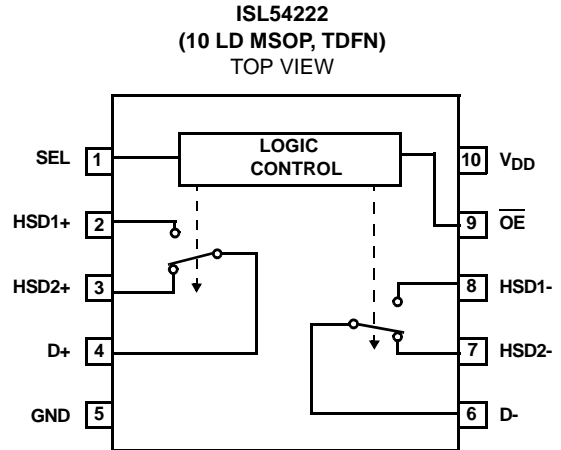 ISL54222
(10 LD MSOP, TDFN)
TOP VIEW
LOGIC
CONTROL
SEL 1
HSD1+ 2
HSD2+ 3
D+ 4
GND 5
10 VDD
9 OE
8 HSD1-
7 HSD2-
6 D-